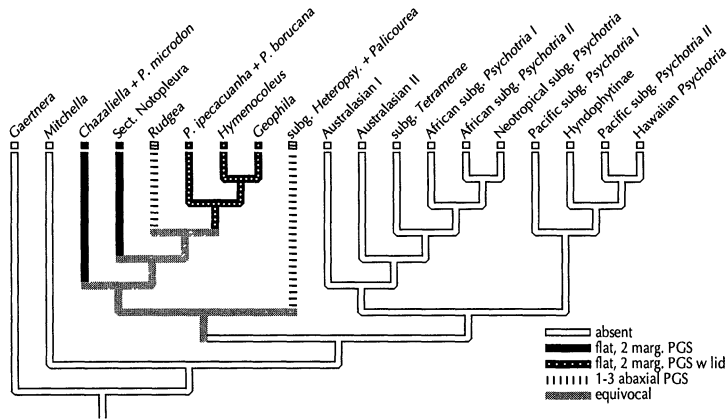 Gaertnera
Mitchella
Chazaliella + P. microdon
Sect. Notopleura
Rudgea
P. ipecacuanha + P. borucana
Hymenocoleus
Geophila
subg. Heteropsy. + Palicourea
Australasian I
Australasian II
subg. Tetramerae
African subg. Psychotria I
African subg. Psychotria II
Neotropical subg. Psychotria
Pacific subg. Psychotria I
Hyndophytinae
Pacific subg. Psychotria II
Hawaiian Psychotria
absent
flat, 2 marg. PGS
flat, 2 marg. PGS w lid
1-3 abaxial PGS
equivocal